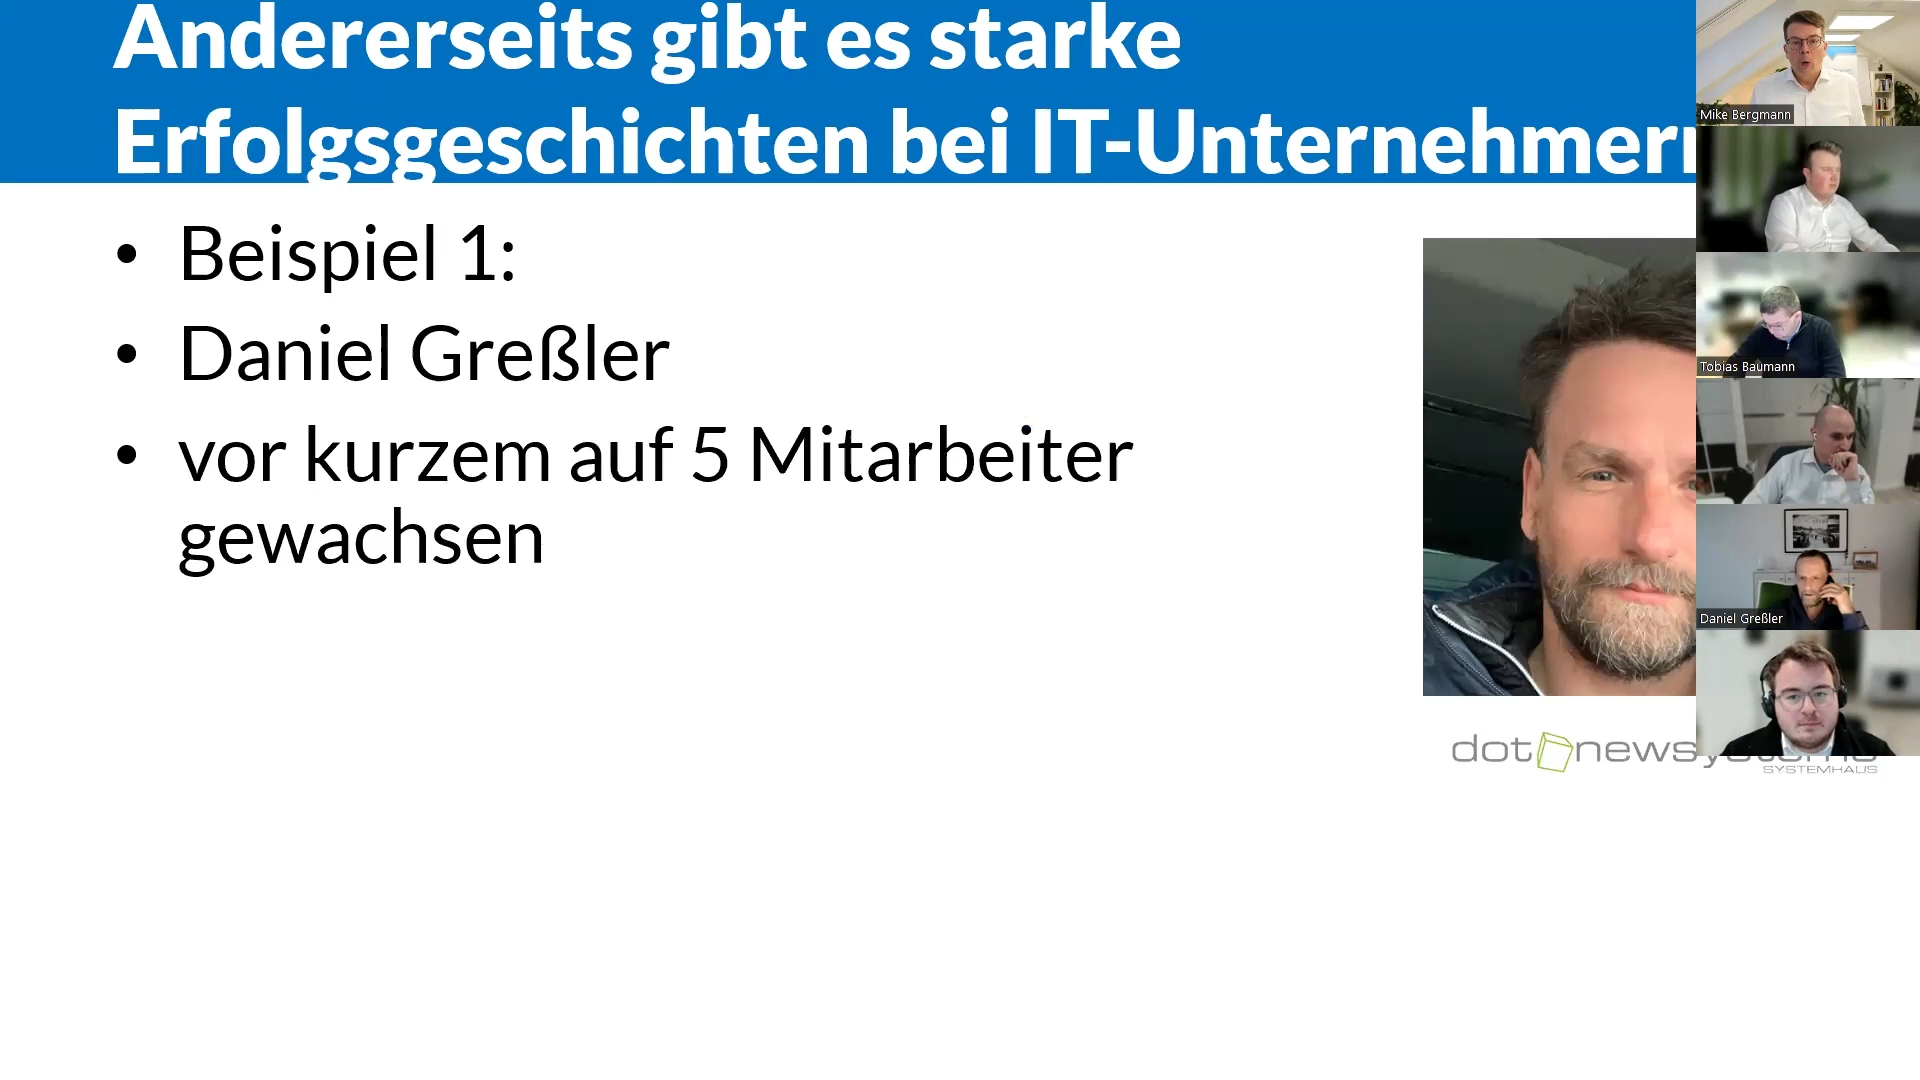 Andererseits gibt es starke
Erfolgsgeschichten bei IT-Unternehmern
• Beispiel 1:
• Daniel Greßler
• vor kurzem auf 5 Mitarbeiter
gewachsen
dot newsystems
SYSTEMHAUS
Mike Bergmann
Tobias Baumann
Daniel Greßler